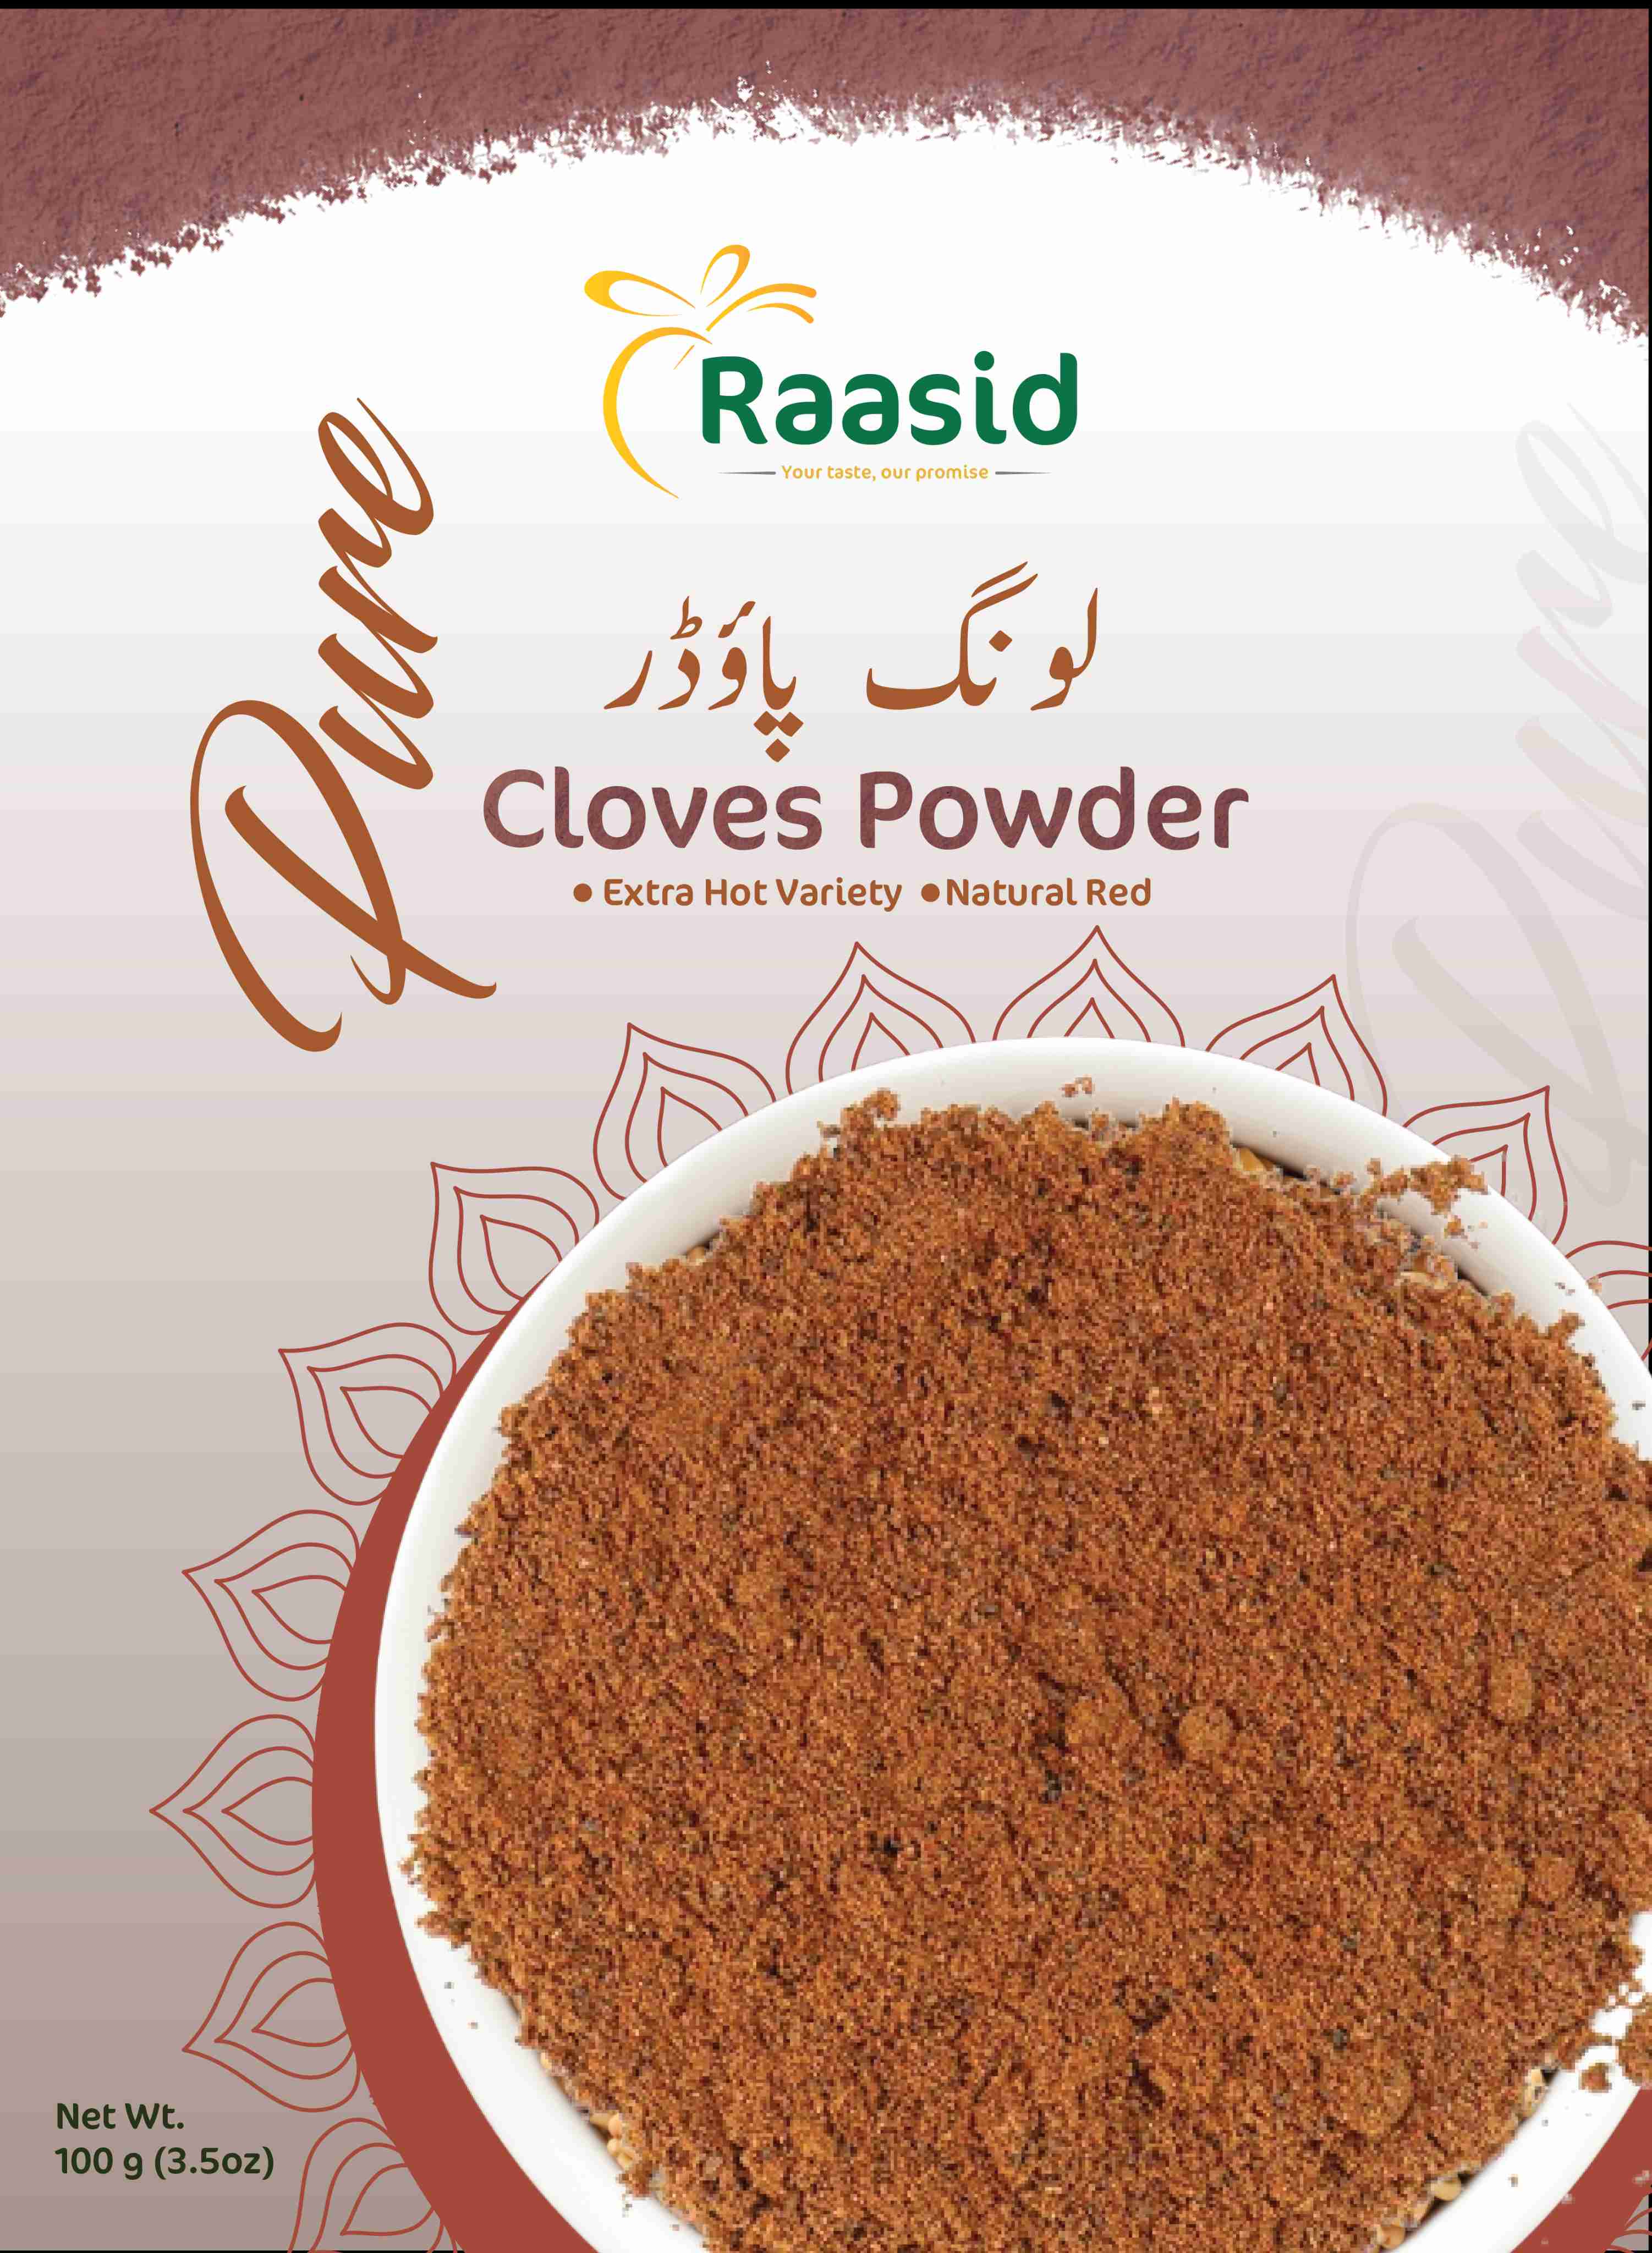 Raasid
Your taste, our promise
Pure
لونگ پاؤڈر
Cloves Powder
• Extra Hot Variety • Natural Red
Pure
Net Wt.
100 g (3.5oz)